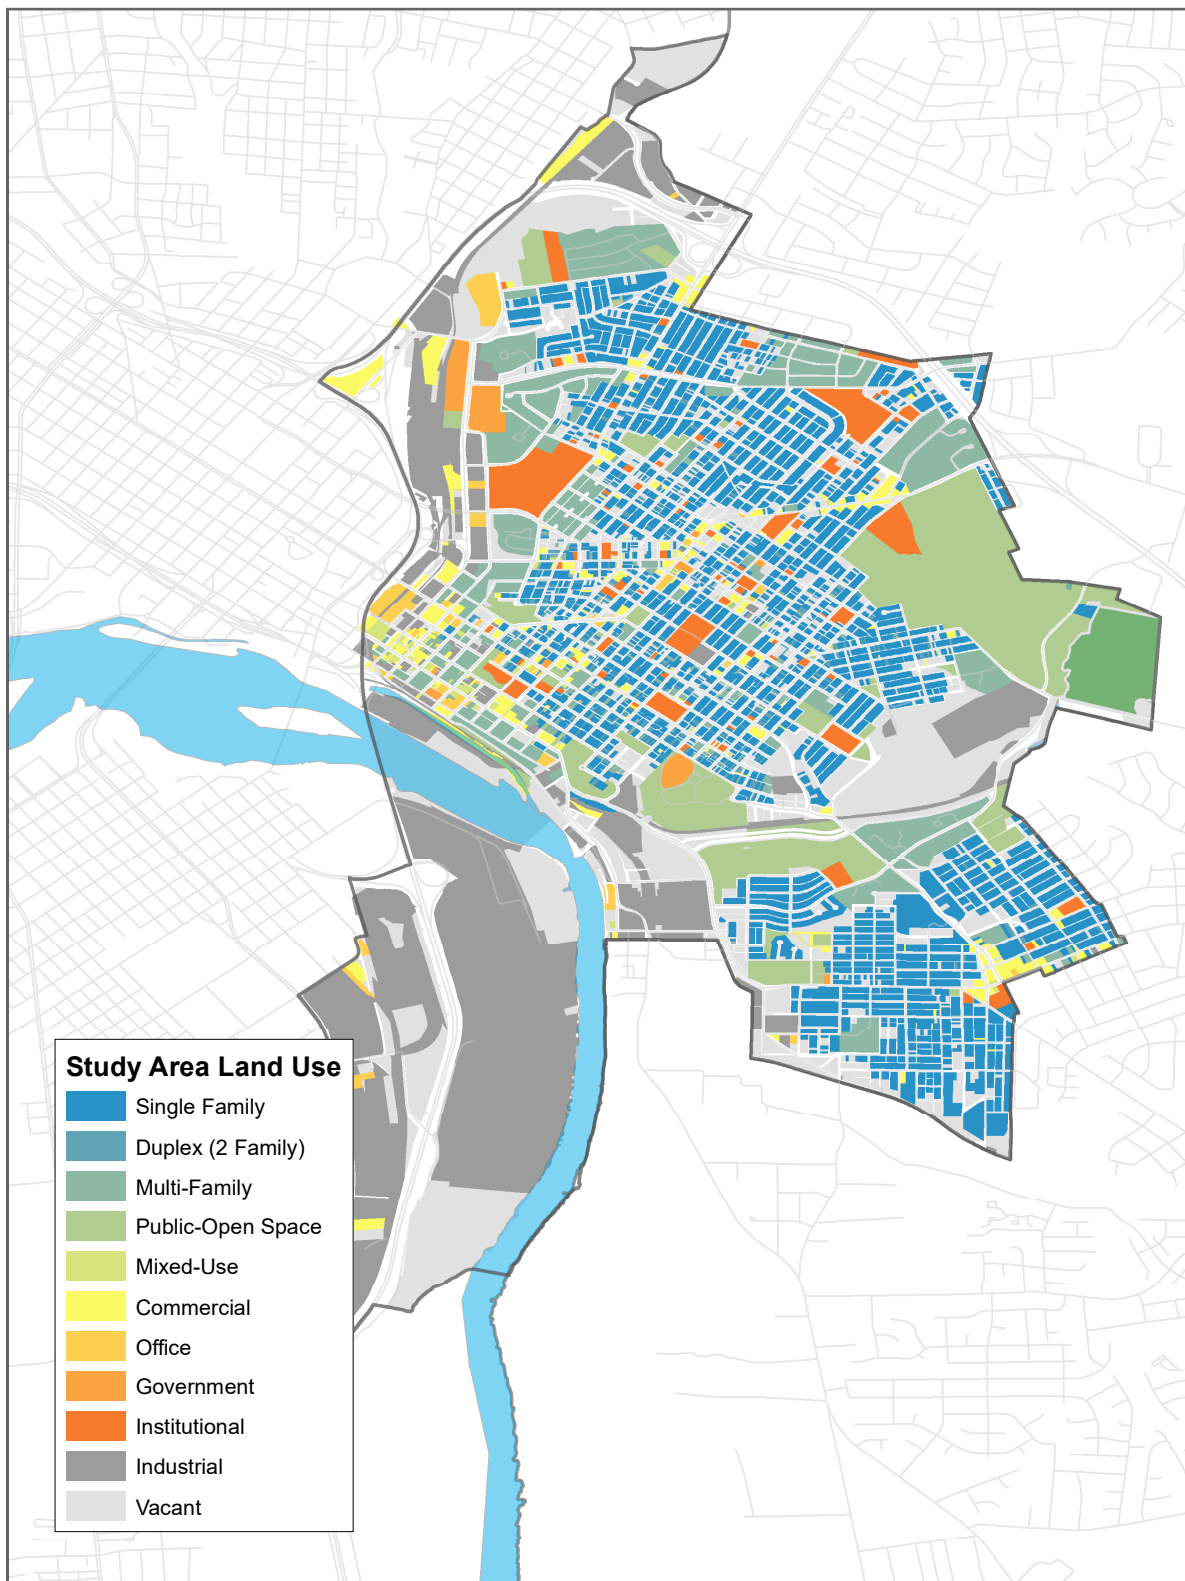 Study Area Land Use
Single Family
Duplex (2 Family)
Multi-Family
Public-Open Space
Mixed-Use
Commercial
Office
Government
Institutional
Industrial
Vacant